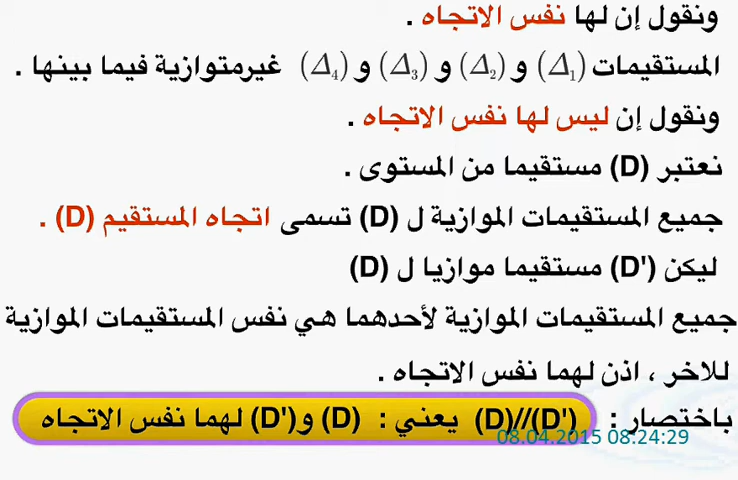 ونقول إن لها نفس الاتجاه .
المستقيمات (Δ₁) و (Δ₂) و (Δ₃) و (Δ₄) غيرمتوازية فيما بينها .
ونقول إن ليس لها نفس الاتجاه .
نعتبر (D) مستقيما من المستوى .
جميع المستقيمات الموازية ل (D) تسمى اتجاه المستقيم (D) .
ليكن (D') مستقيما موازيا ل (D)
جميع المستقيمات الموازية لأحدهما هي نفس المستقيمات الموازية
للاخر ، اذن لهما نفس الاتجاه .
باختصار : (D)//(D') يعني : (D) و(D') لهما نفس الاتجاه
08.04.2015 08:24:29